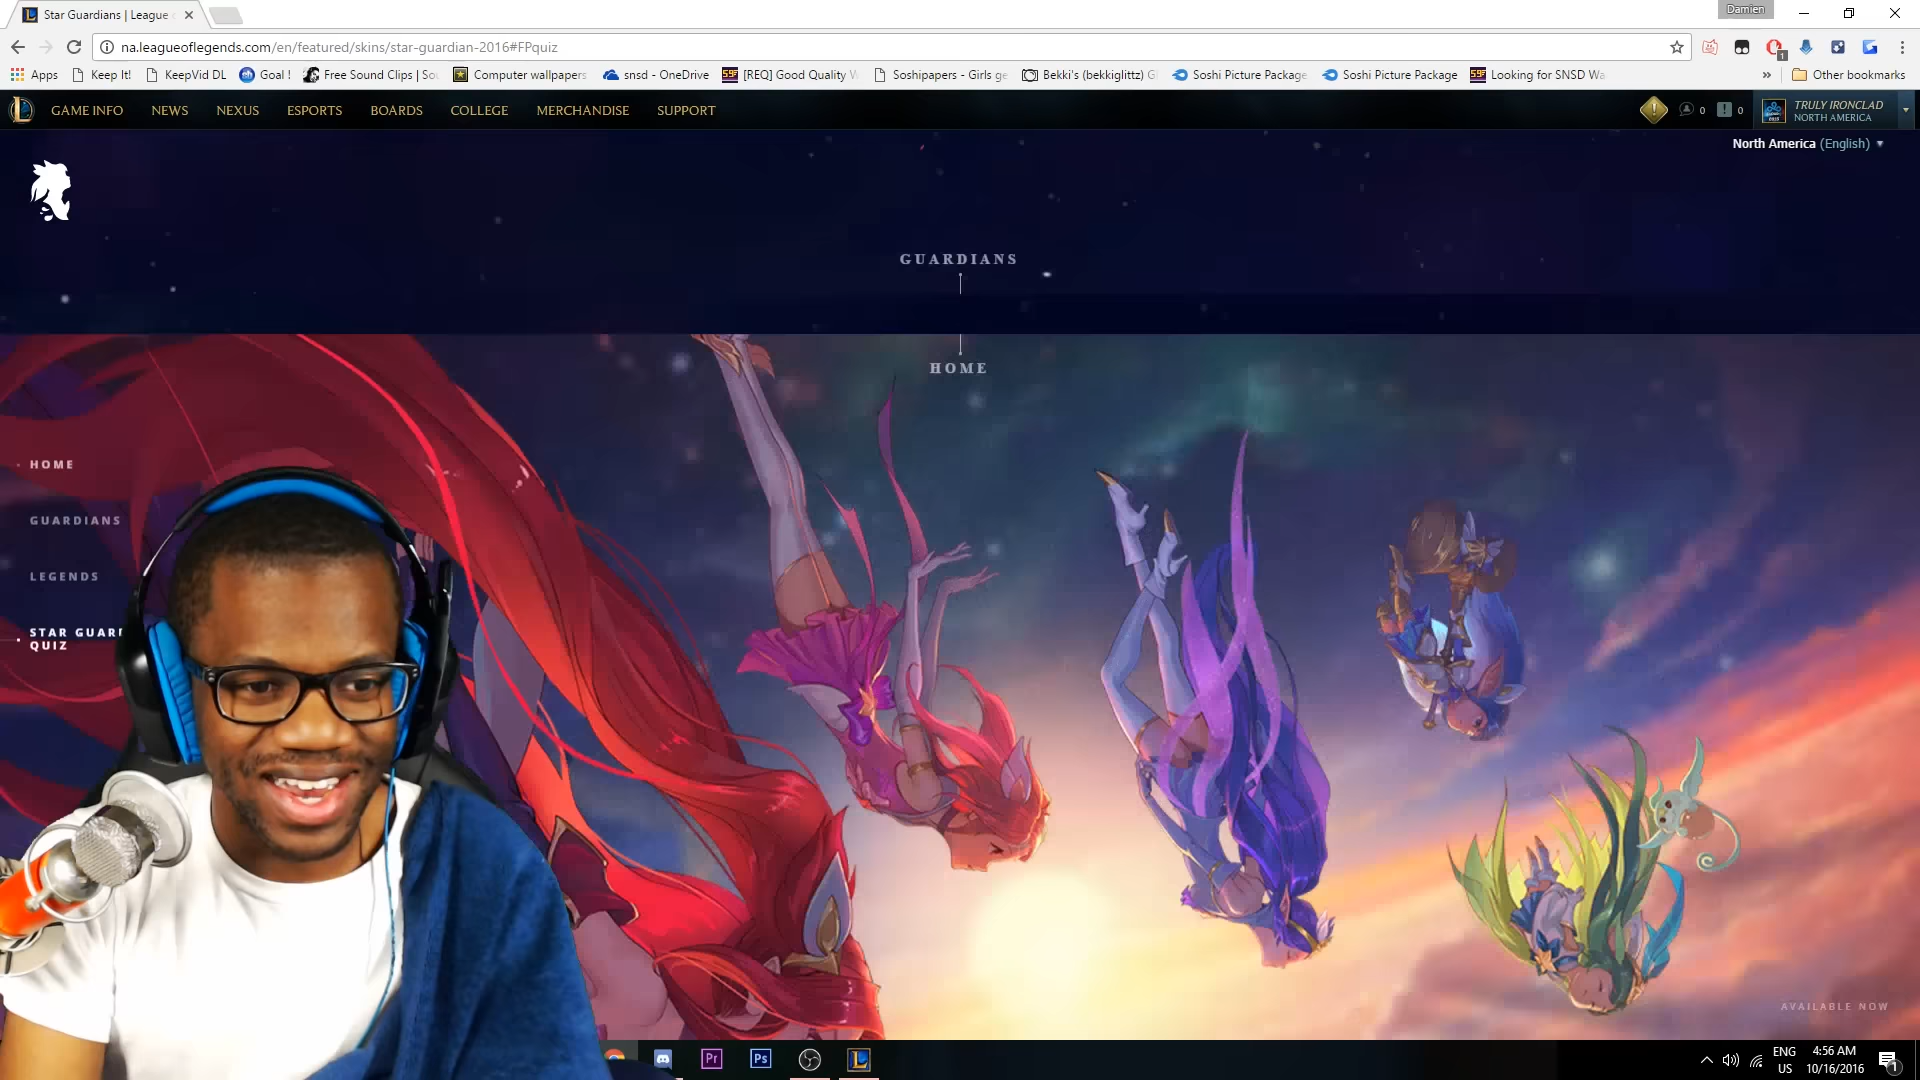 Star Guardians | League
Damien
na.leagueoflegends.com/en/featured/skins/star-guardian-2016#FPquiz
Apps Keep It! KeepVid DL Goal ! Free Sound Clips | Sou Computer wallpapers snsd - OneDrive [REQ] Good Quality W Soshipapers - Girls ge Bekki's (bekkiglittz) G Soshi Picture Package Soshi Picture Package Looking for SNSD Wa » Other bookmarks
GAME INFO NEWS NEXUS ESPORTS BOARDS COLLEGE MERCHANDISE SUPPORT
0 0
TRULY IRONCLAD
NORTH AMERICA
North America (English)
GUARDIANS
HOME
HOME
GUARDIANS
LEGENDS
STAR GUAR
QUIZ
AVAILABLE NOW
Pr Ps
ENG
US
4:56 AM
10/16/2016
1